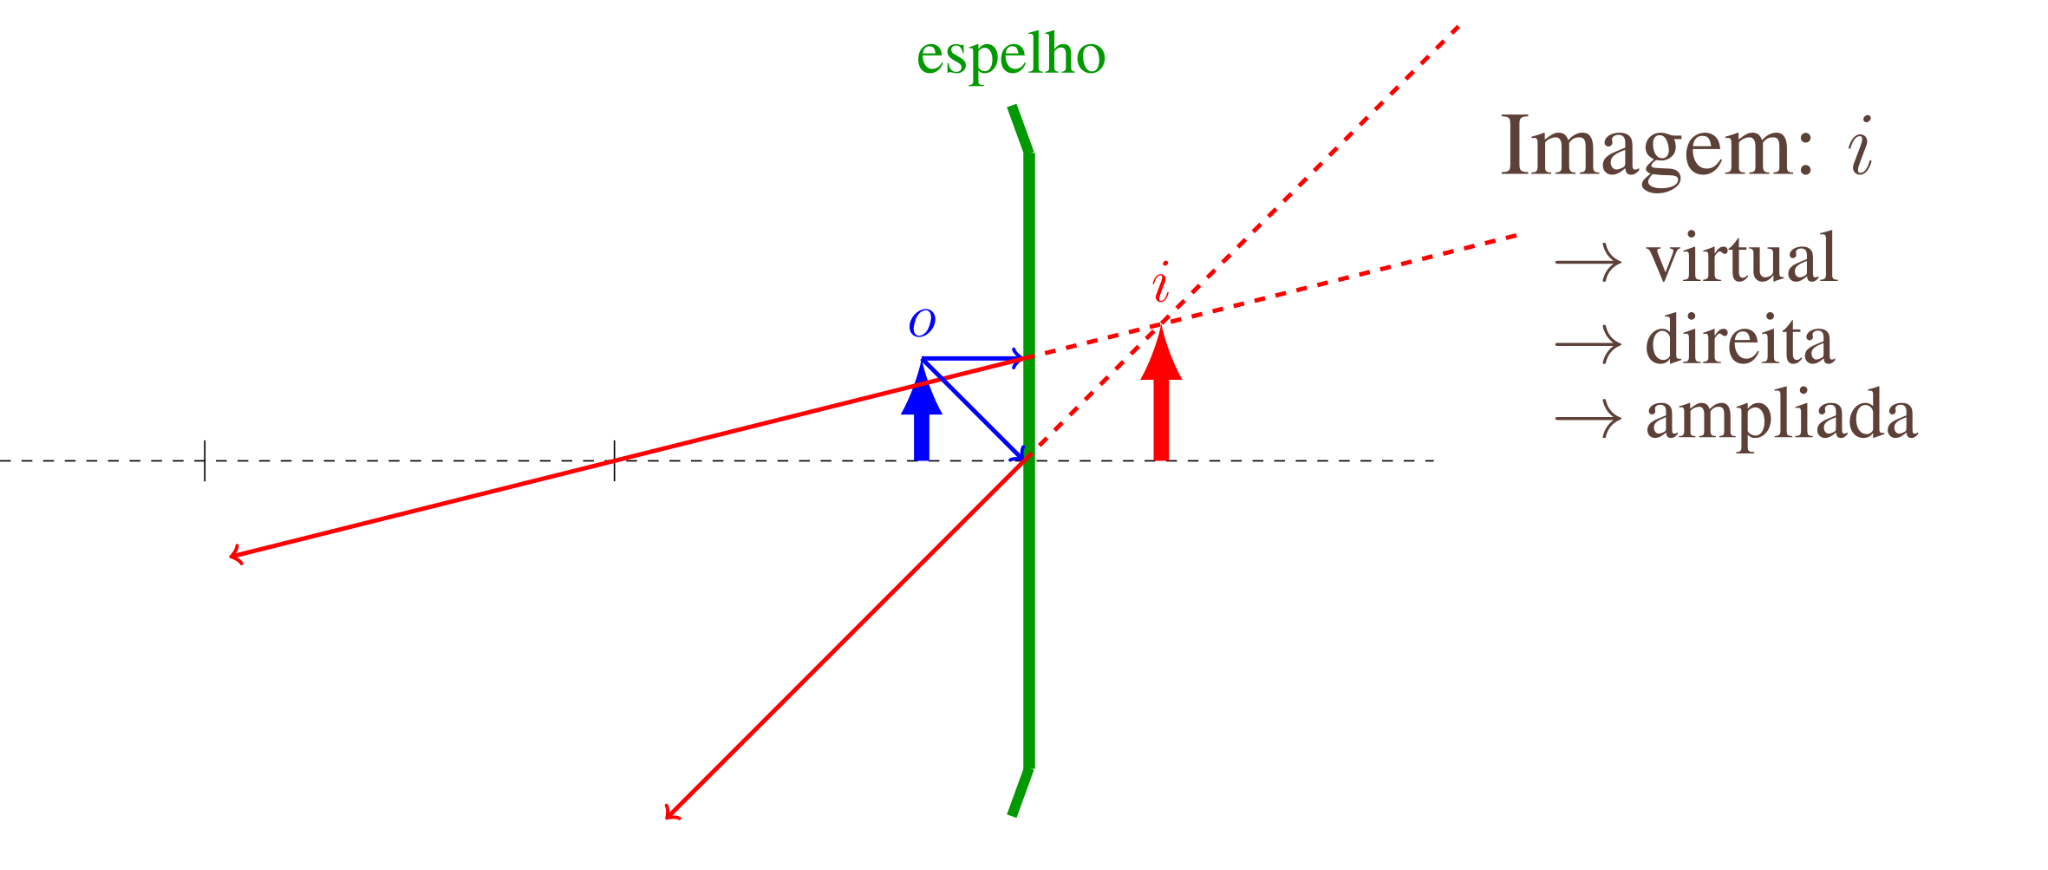 espelho
o
i
Imagem: i
→ virtual
→ direita
→ ampliada